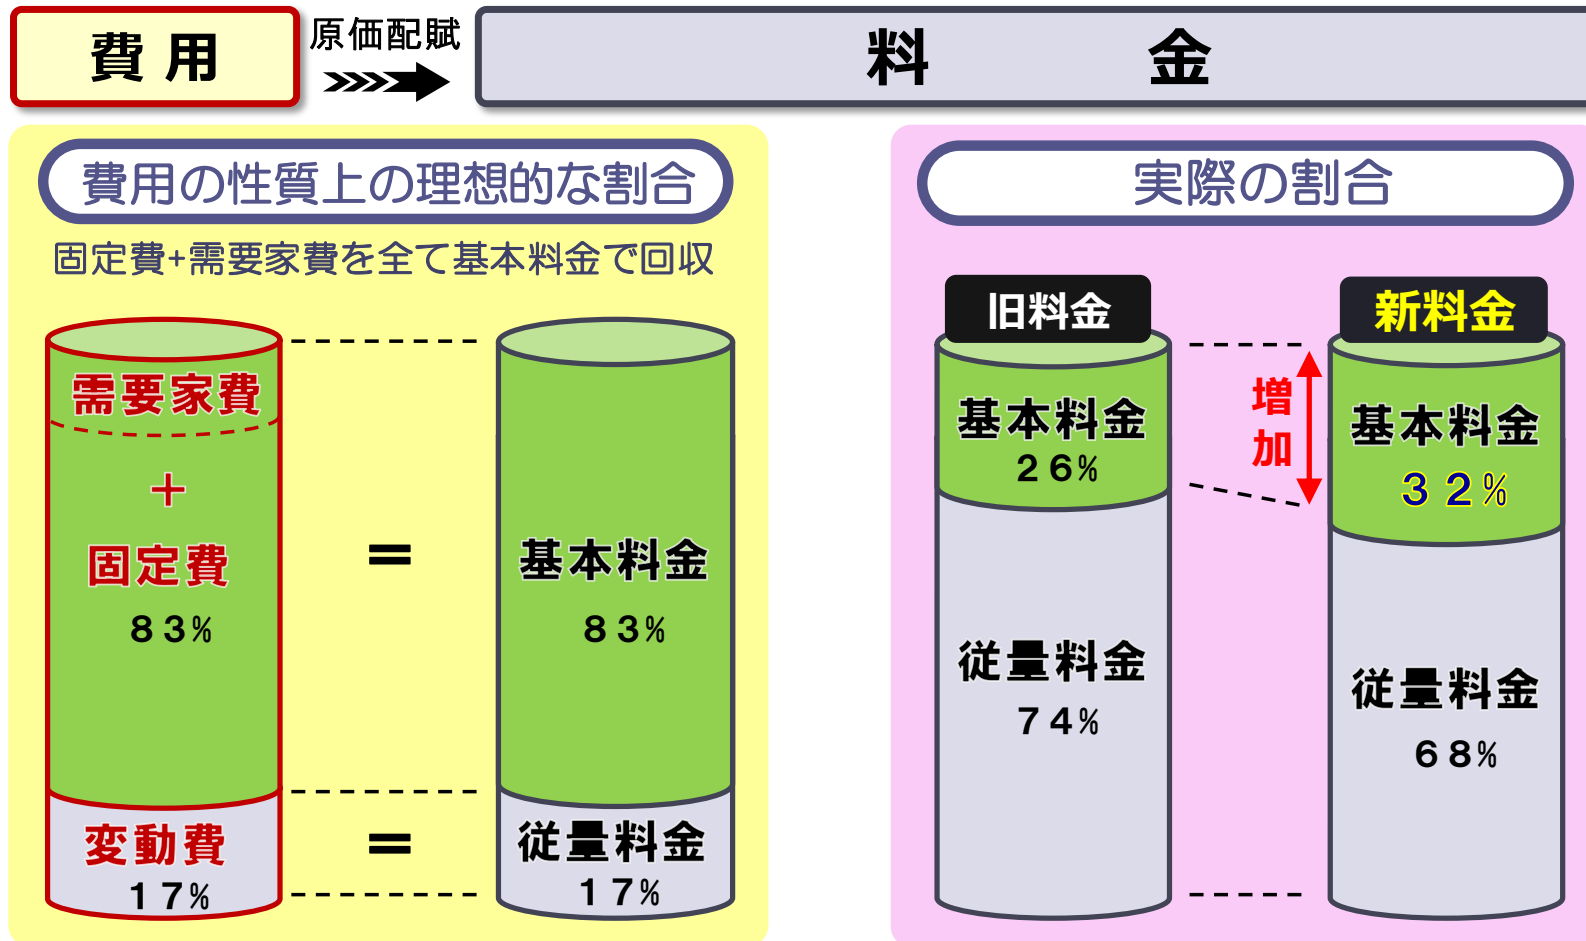 費用
原価配賦
料金
費用の性質上の理想的な割合
固定費+需要家費を全て基本料金で回収
需要家費
+
固定費
83%
=
基本料金
83%
変動費
17%
=
従量料金
17%
実際の割合
旧料金
基本料金
26%
従量料金
74%
増
加
新料金
基本料金
32%
従量料金
68%